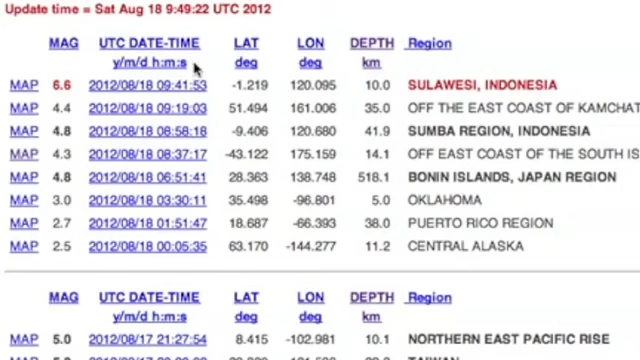 Update time = Sat Aug 18 9:49:22 UTC 2012
MAG UTC DATE-TIME LAT LON DEPTH Region
y/m/d h:m:s deg deg km
MAP 6.6 2012/08/18 09:41:53 -1.219 120.095 10.0 SULAWESI, INDONESIA
MAP 4.4 2012/08/18 09:19:03 51.494 161.006 35.0 OFF THE EAST COAST OF KAMCHAT
MAP 4.8 2012/08/18 08:58:18 -9.406 120.680 41.9 SUMBA REGION, INDONESIA
MAP 4.3 2012/08/18 08:37:17 -43.122 175.159 14.1 OFF EAST COAST OF THE SOUTH IS
MAP 4.8 2012/08/18 06:51:41 28.363 138.748 518.1 BONIN ISLANDS, JAPAN REGION
MAP 3.0 2012/08/18 03:30:11 35.498 -96.801 5.0 OKLAHOMA
MAP 2.7 2012/08/18 01:51:47 18.687 -66.393 38.0 PUERTO RICO REGION
MAP 2.5 2012/08/18 00:05:35 63.170 -144.277 11.2 CENTRAL ALASKA
MAG UTC DATE-TIME LAT LON DEPTH Region
y/m/d h:m:s deg deg km
MAP 5.0 2012/08/17 21:27:54 8.415 -102.981 10.1 NORTHERN EAST PACIFIC RISE
MAP TAIWAN